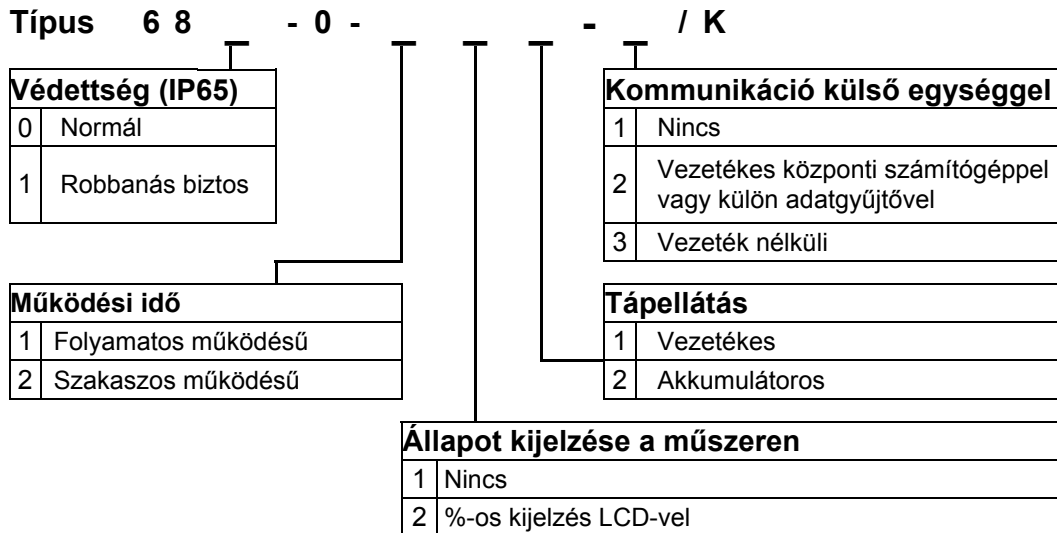 Típus 6 8 _ - 0 - _ _ _ - _ / K
Védettség (IP65)
0 Normál
1 Robbanás biztos
Kommunikáció külső egységgel
1 Nincs
2 Vezetékes központi számítógéppel
vagy külön adatgyűjtővel
3 Vezeték nélküli
Működési idő
1 Folyamatos működésű
2 Szakaszos működésű
Tápellátás
1 Vezetékes
2 Akkumulátoros
Állapot kijelzése a műszeren
1 Nincs
2 %-os kijelzés LCD-vel